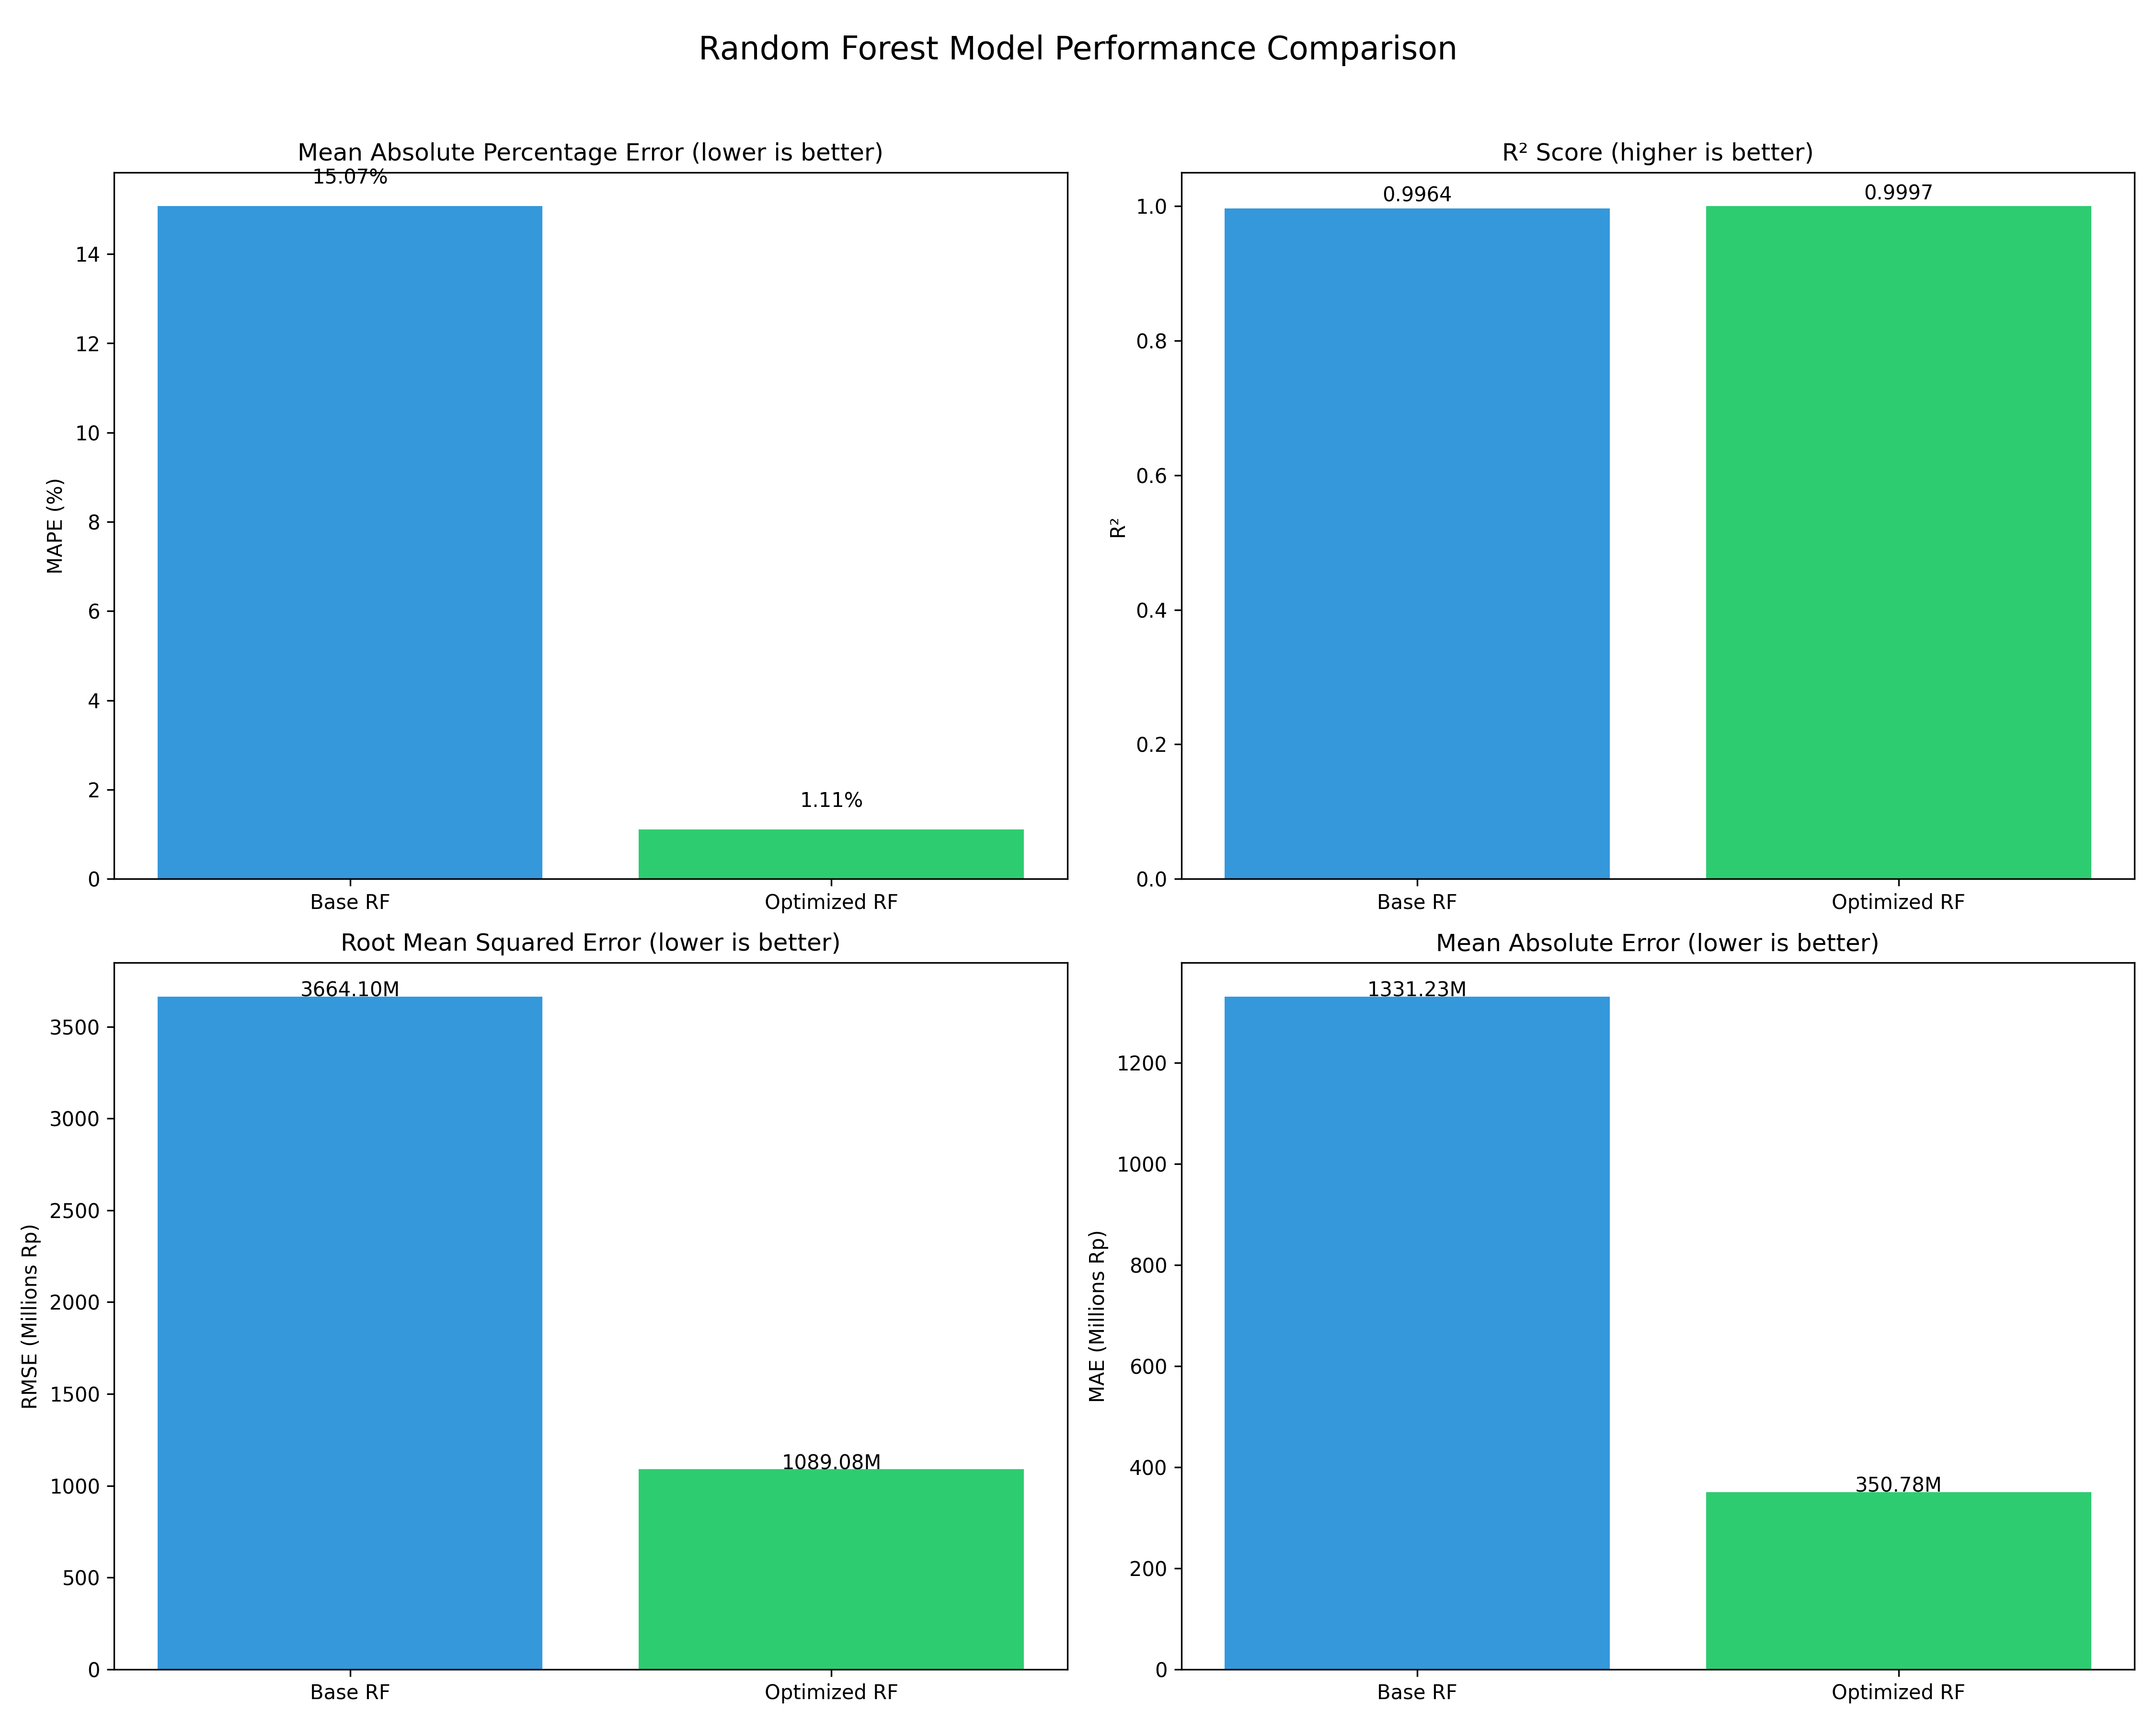 Random Forest Model Performance Comparison
Mean Absolute Percentage Error (lower is better)
15.07%
14
12
10
8
6
4
2
0
MAPE (%)
1.11%
Base RF
Optimized RF
R² Score (higher is better)
0.9964
0.9997
1.0
0.8
0.6
0.4
0.2
0.0
R²
Base RF
Optimized RF
Root Mean Squared Error (lower is better)
3664.10M
3500
3000
2500
2000
1500
1000
500
0
RMSE (Millions Rp)
1089.08M
Base RF
Optimized RF
Mean Absolute Error (lower is better)
1331.23M
1200
1000
800
600
400
200
0
MAE (Millions Rp)
350.78M
Base RF
Optimized RF